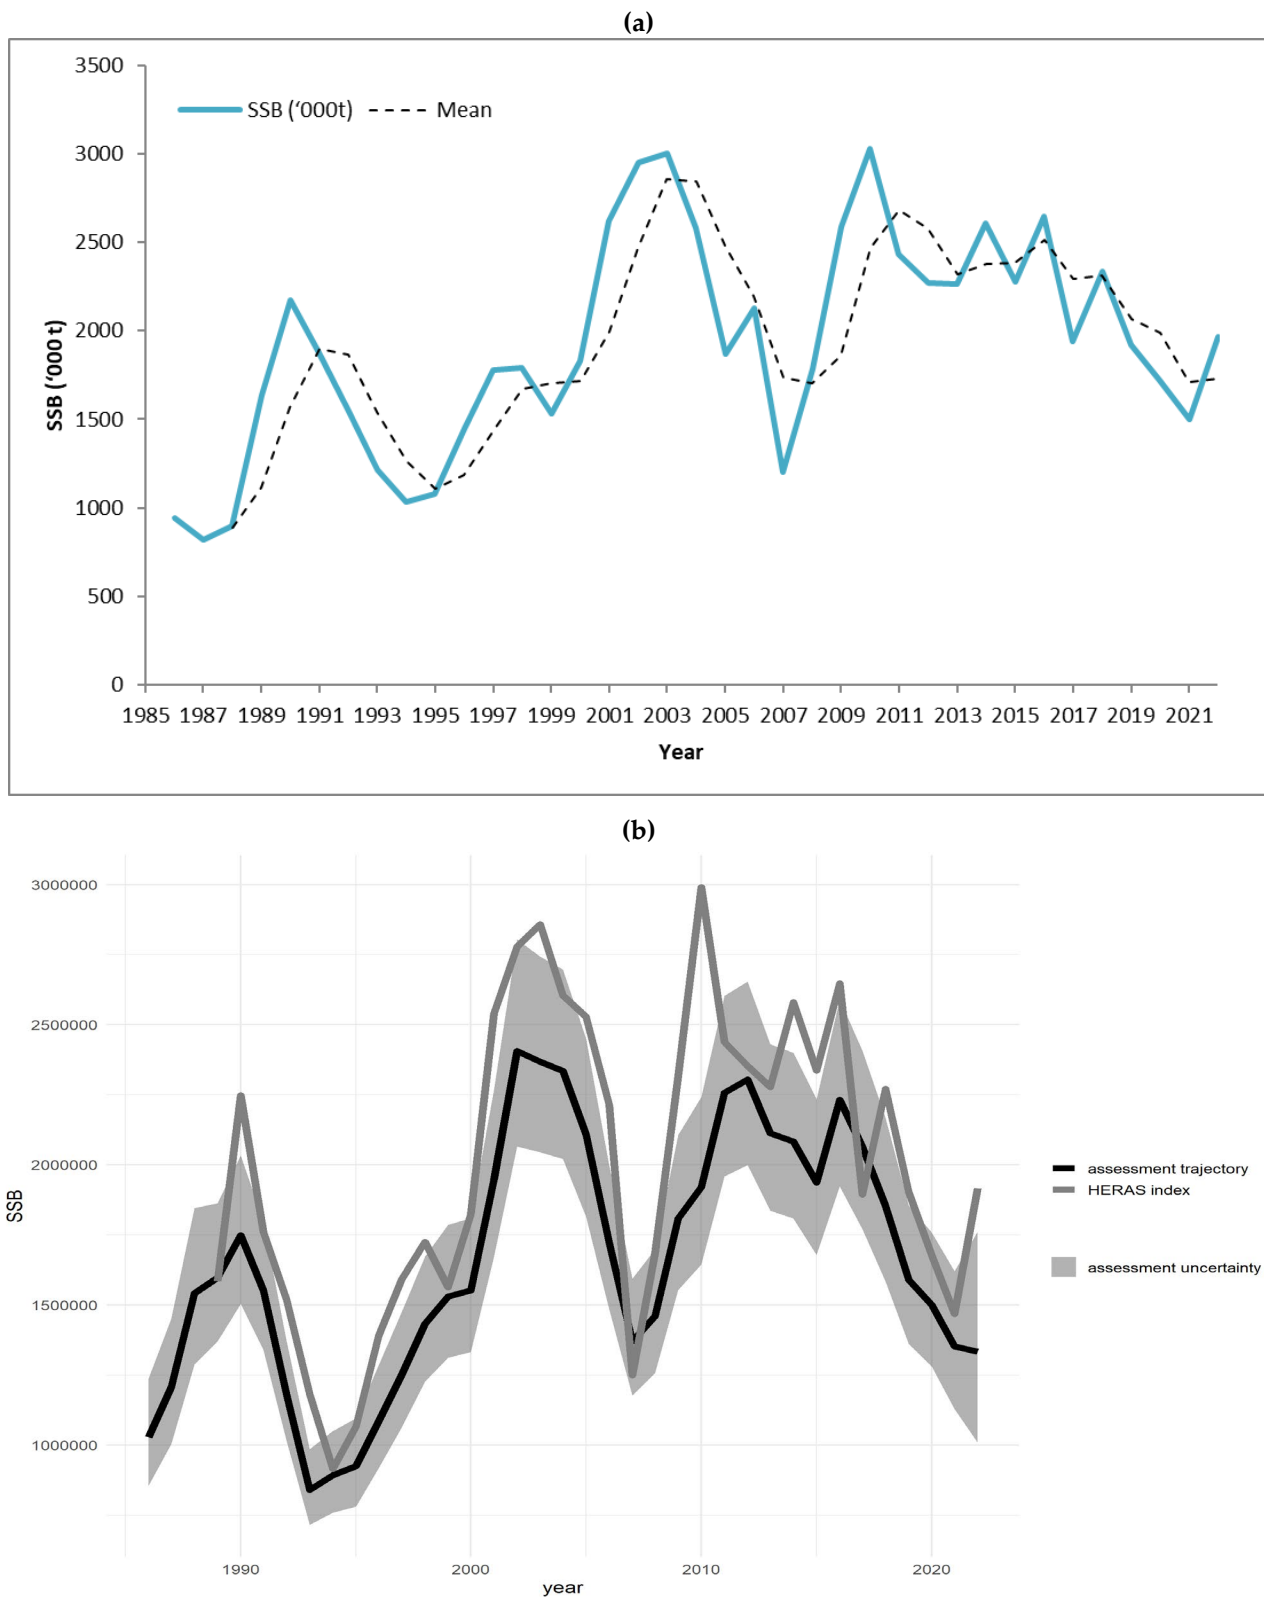 (a)
3500
SSB (‘000t) Mean
3000
2500
2000
1500
1000
500
0
SSB (‘000 t)
1985 1987 1989 1991 1993 1995 1997 1999 2001 2003 2005 2007 2009 2011 2013 2015 2017 2019 2021
Year
(b)
3000000
2500000
2000000
1500000
1000000
SSB
assessment trajectory
HERAS index
assessment uncertainty
1990 2000 2010 2020
year